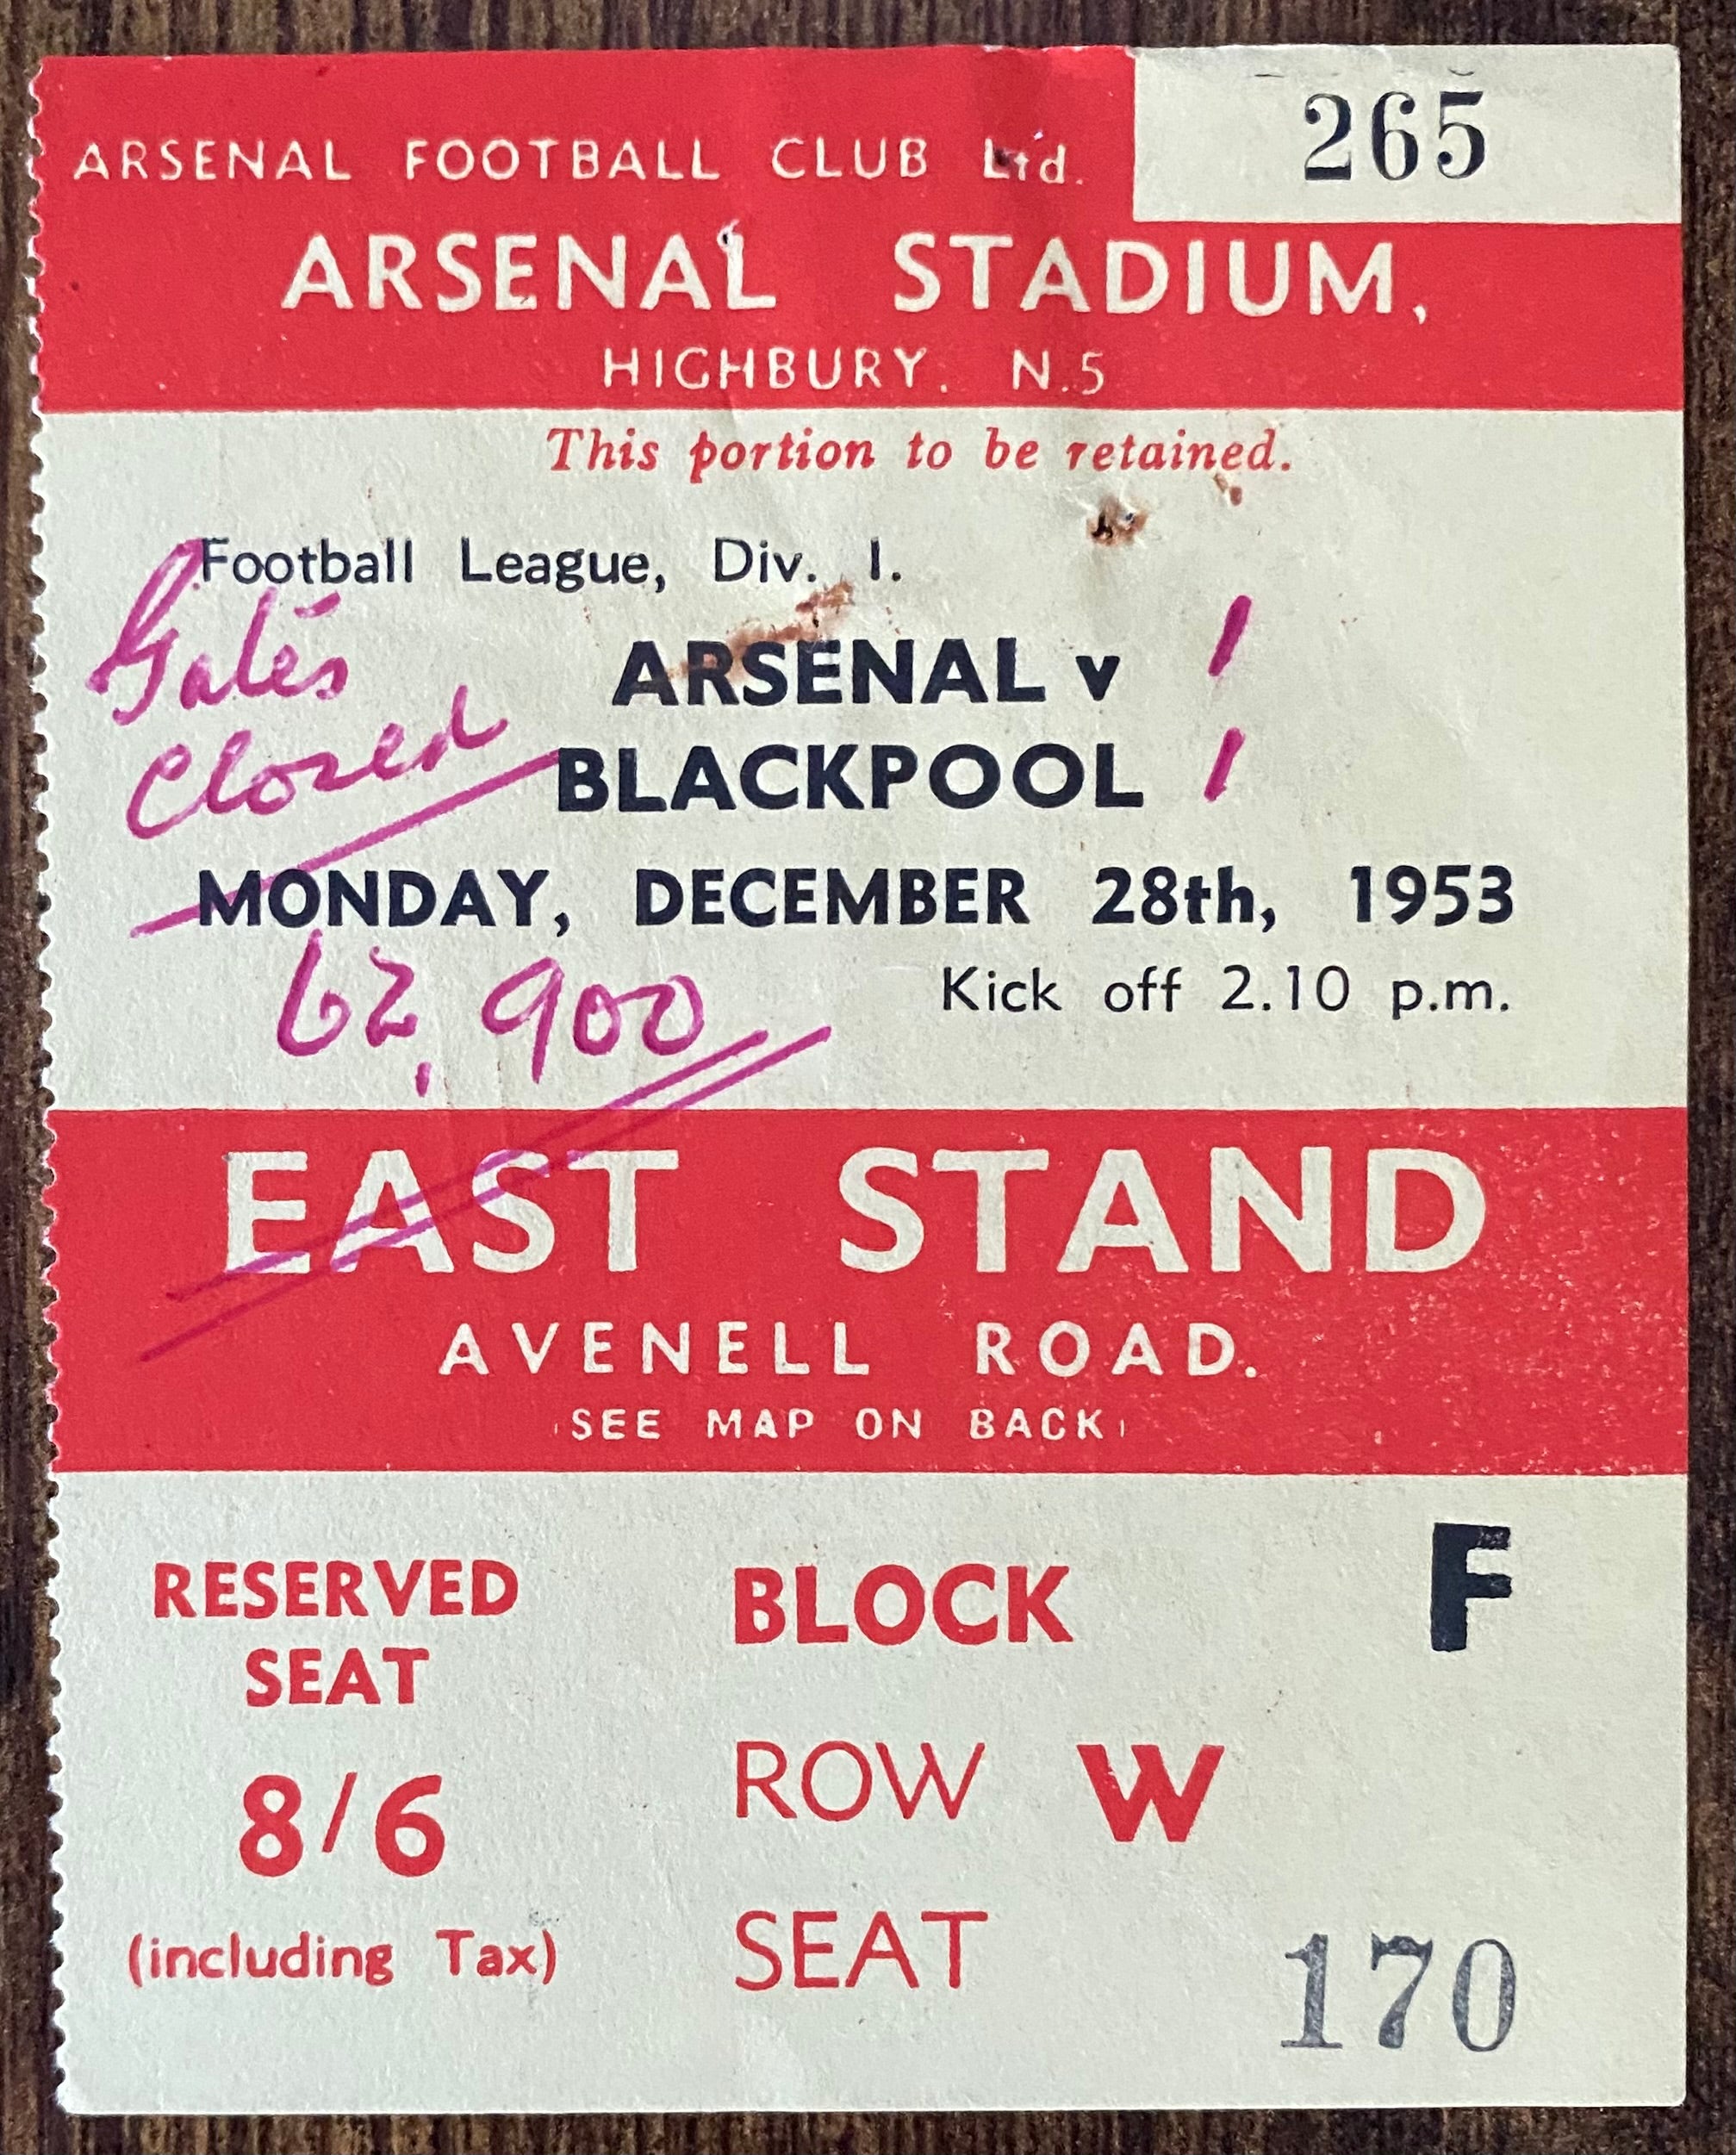 265
ARSENAL FOOTBALL CLUB Ltd.
ARSENAL STADIUM,
HIGHBURY. N.5
This portion to be retained.
Football League, Div. 1.
Gates
Closed
ARSENAL v 1
BLACKPOOL 1
MONDAY, DECEMBER 28th, 1953
62,900
Kick off 2.10 p.m.
EAST STAND
AVENELL ROAD.
(SEE MAP ON BACK)
RESERVED
SEAT
8/6
(including Tax)
BLOCK F
ROW W
SEAT 170